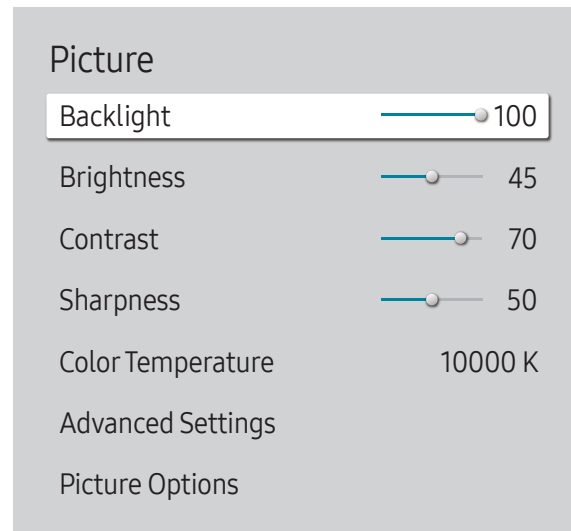 Picture
Backlight 100
Brightness 45
Contrast 70
Sharpness 50
Color Temperature 10000 K
Advanced Settings
Picture Options